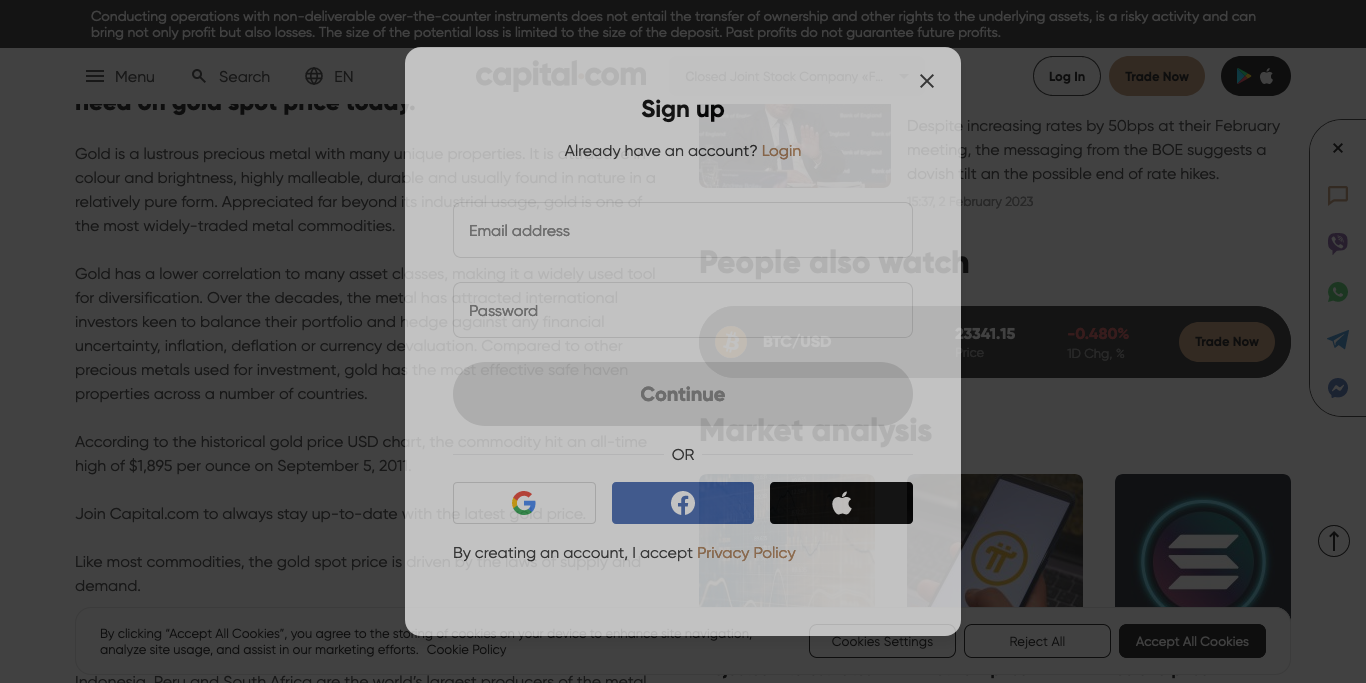 Conducting operations with non-deliverable over-the-counter instruments does not entail the transfer of ownership and other rights to the underlying assets, is a risky activity and can
bring not only profit but also losses. The size of the potential loss is limited to the size of the deposit. Past profits do not guarantee future profits.
Menu
Search
EN
capital.com
Closed Joint Stock Company eF...
Log In
Trade Now
need on gold spot price today.
Gold is a lustrous precious metal with many unique properties. It is
colour and brightness, highly malleable, durable and usually found in nature in a
relatively pure form. Appreciated far beyond its industrial usage, gold is one of
the most widely-traded metal commodities.
Gold has a lower correlation to many asset classes, making it a widely used tool
for diversification. Over the decades, the metal has attracted international
investors keen to balance their portfolio and hedge against any financial
uncertainty, inflation, deflation or currency devaluation. Compared to other
precious metals used for investment, gold has the most effective safe haven
properties across a number of countries.
According to the historical gold price USD chart, the commodity hit an all-time
high of $1,895 per ounce on September 5, 2011.
Join Capital.com to always stay up-to-date with the latest gold price.
Like most commodities, the gold spot price is driven by the laws of supply and
demand.
Indonesia, Peru and South Africa are the world's largest producers of the metal
Sign up
Already have an account? Login
Email address
Password
Continue
OR
By creating an account, I accept Privacy Policy
Despite increasing rates by 50bps at their February
meeting, the messaging from the BOE suggests a
dovish tilt an the possible end of rate hikes.
15:37, 2 February 2023
People also watch
BTC/USD
23341.15
Price
-0.480%
1D Chg, %
Trade Now
Market analysis
By clicking "Accept All Cookies", you agree to the storing of cookies on your device to enhance site navigation,
analyze site usage, and assist in our marketing efforts. Cookie Policy
Cookies Settings
Reject All
Accept All Cookies